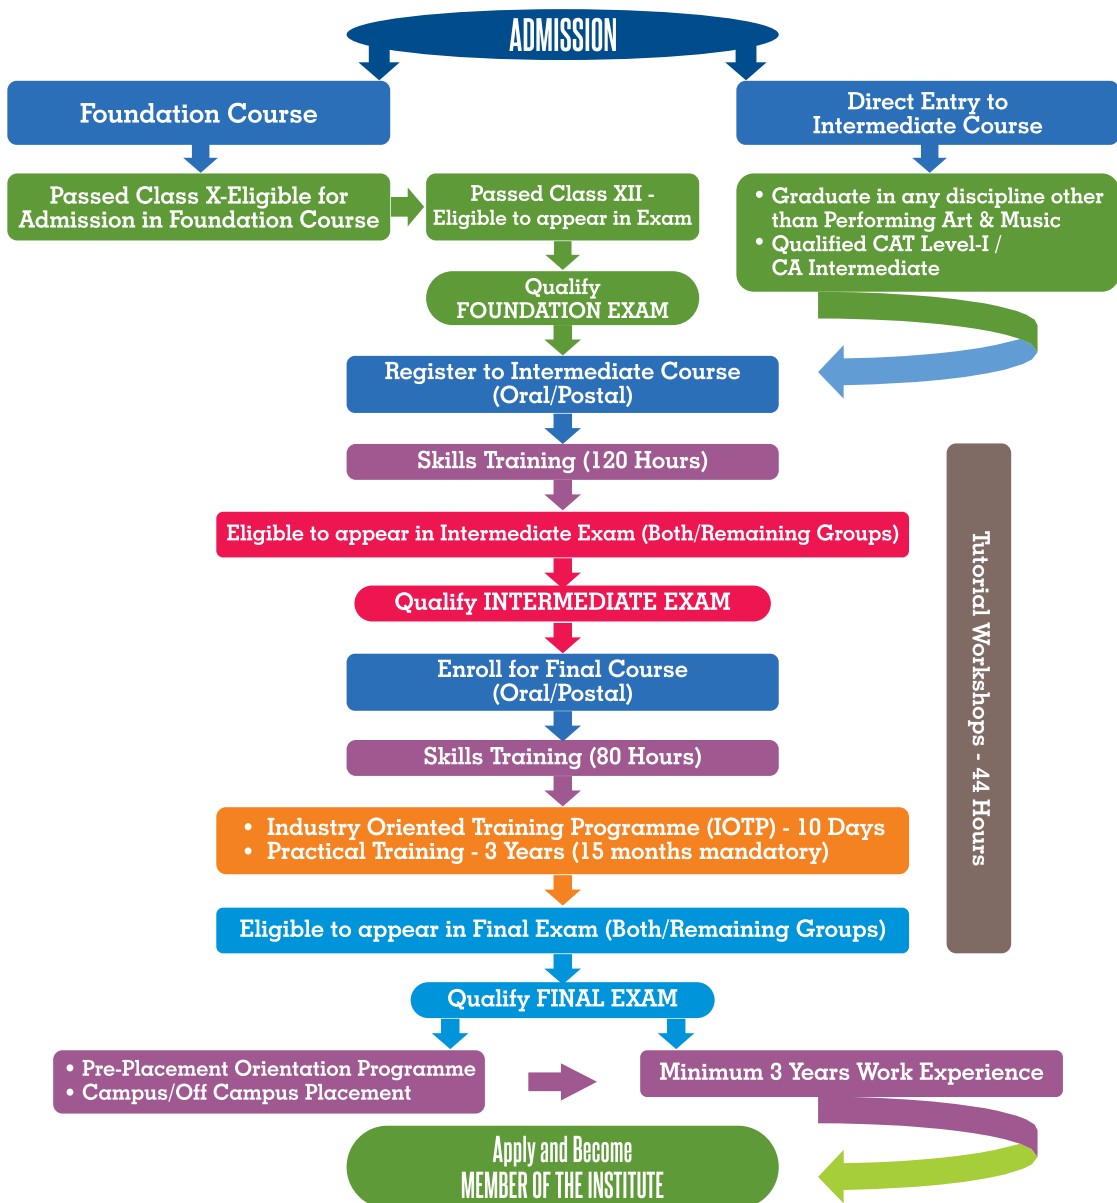 ADMISSION
Foundation Course
Direct Entry to
Intermediate Course
Passed Class X-Eligible for
Admission in Foundation Course
Passed Class XII -
Eligible to appear in Exam
• Graduate in any discipline other
than Performing Art & Music
• Qualified CAT Level-I /
CA Intermediate
Qualify
FOUNDATION EXAM
Register to Intermediate Course
(Oral/Postal)
Skills Training (120 Hours)
Eligible to appear in Intermediate Exam (Both/Remaining Groups)
Qualify INTERMEDIATE EXAM
Enroll for Final Course
(Oral/Postal)
Skills Training (80 Hours)
• Industry Oriented Training Programme (IOTP) - 10 Days
• Practical Training - 3 Years (15 months mandatory)
Eligible to appear in Final Exam (Both/Remaining Groups)
Tutorial Workshops - 44 Hours
Qualify FINAL EXAM
• Pre-Placement Orientation Programme
• Campus/Off Campus Placement
Minimum 3 Years Work Experience
Apply and Become
MEMBER OF THE INSTITUTE